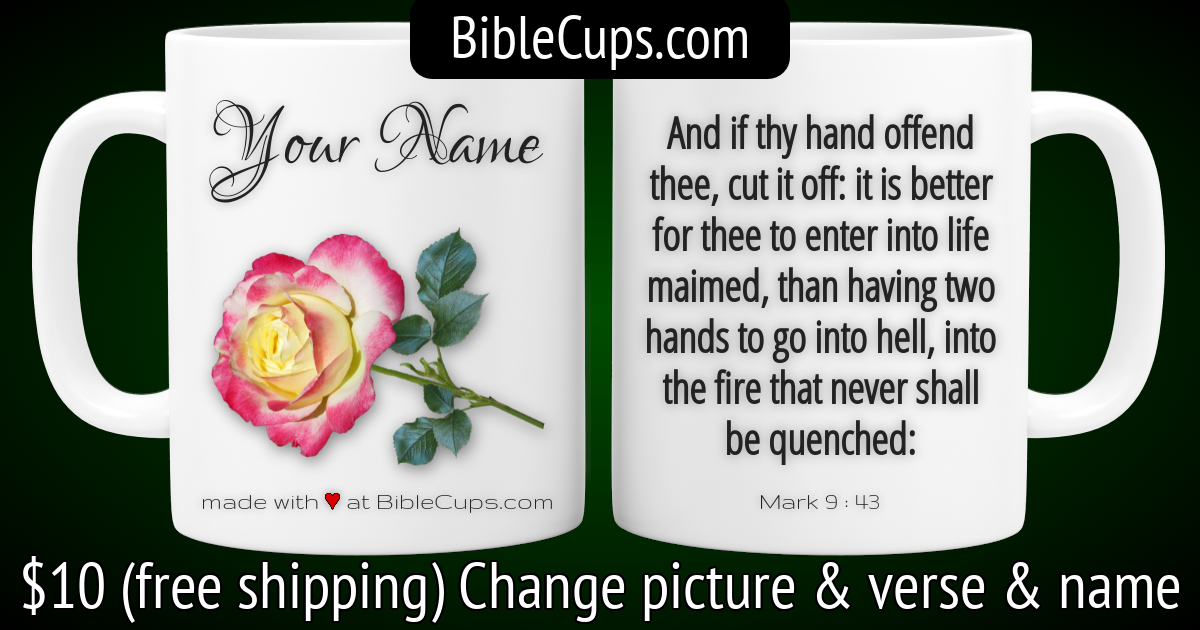 BibleCups.com
Your Name
made with ♥ at BibleCups.com
And if thy hand offend
thee, cut it off: it is better
for thee to enter into life
maimed, than having two
hands to go into hell, into
the fire that never shall
be quenched:
Mark 9 : 43
$10 (free shipping) Change picture & verse & name